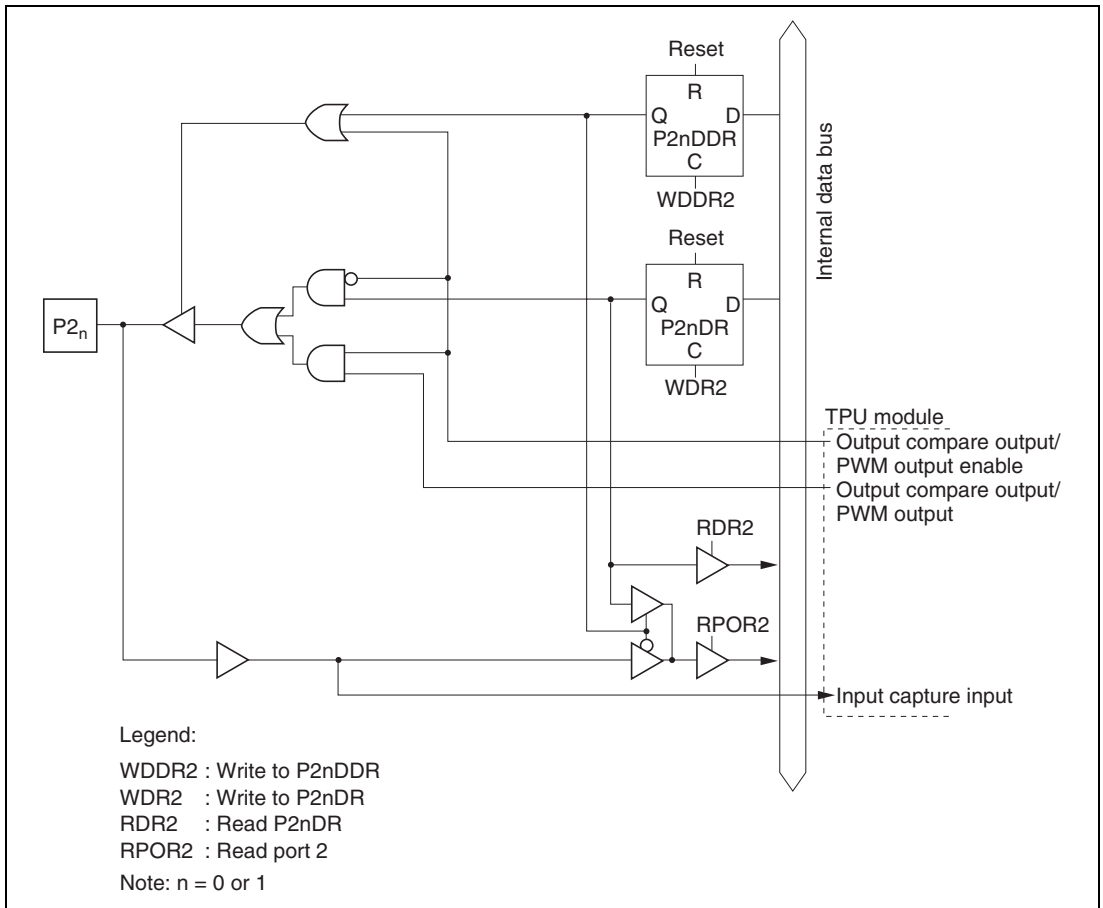 Reset
R
Q D
P2nDDR
C
WDDR2
Internal data bus
Reset
R
Q D
P2nDR
C
WDR2
P2n
TPU module
Output compare output/
PWM output enable
Output compare output/
PWM output
RDR2
RPOR2
Input capture input
Legend:
WDDR2 : Write to P2nDDR
WDR2 : Write to P2nDR
RDR2 : Read P2nDR
RPOR2 : Read port 2
Note: n = 0 or 1